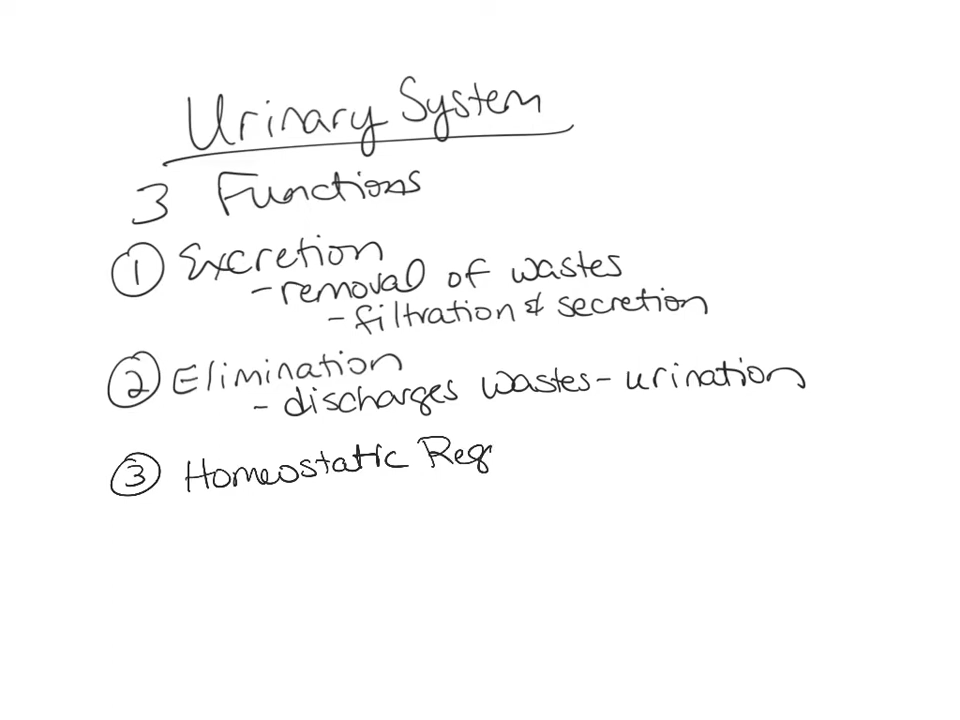 Urinary System
3 Functions
① Excretion
- removal of wastes
- filtration & secretion
② Elimination
- discharges wastes - urination
③ Homeostatic Reg